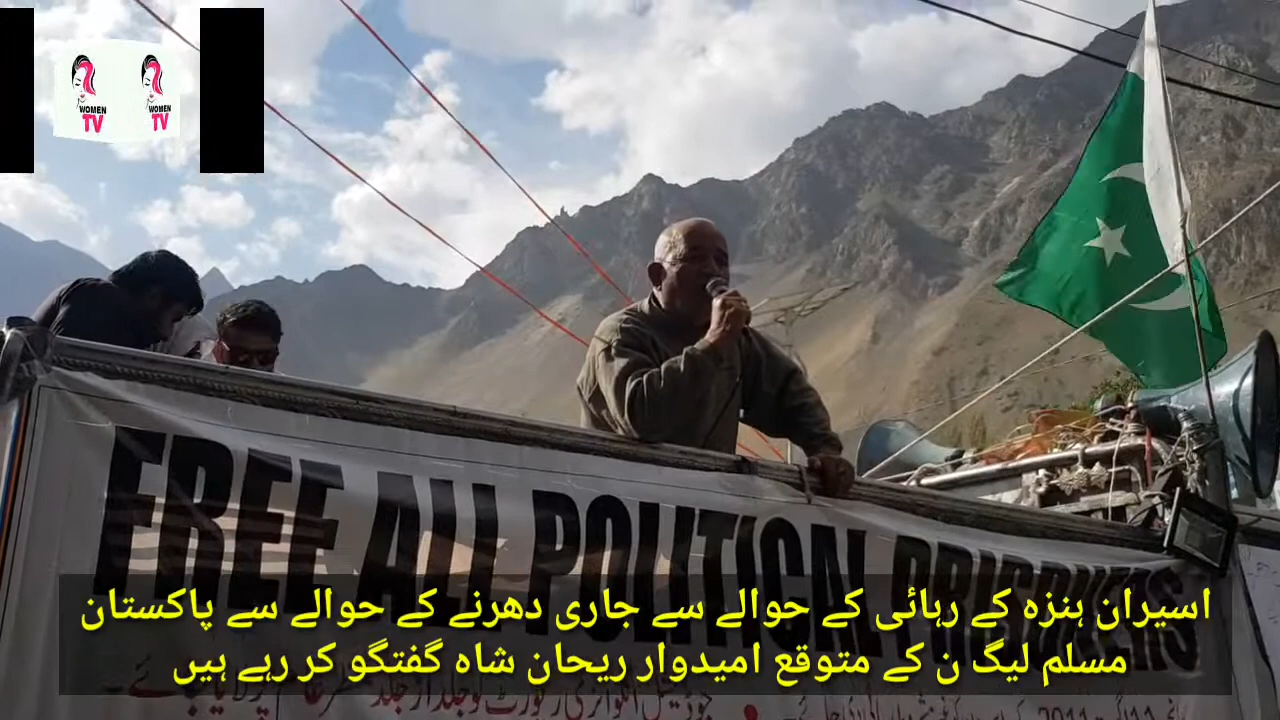 WOMEN TV
WOMEN TV
FREE ALL POLITICAL PRISONERS
اسیران ہنزہ کے رہائی کے حوالے سے جاری دھرنے کے حوالے سے پاکستان
مسلم لیگ ن کے متوقع امیدوار ریحان شاہ گفتگو کر رہے ہیں